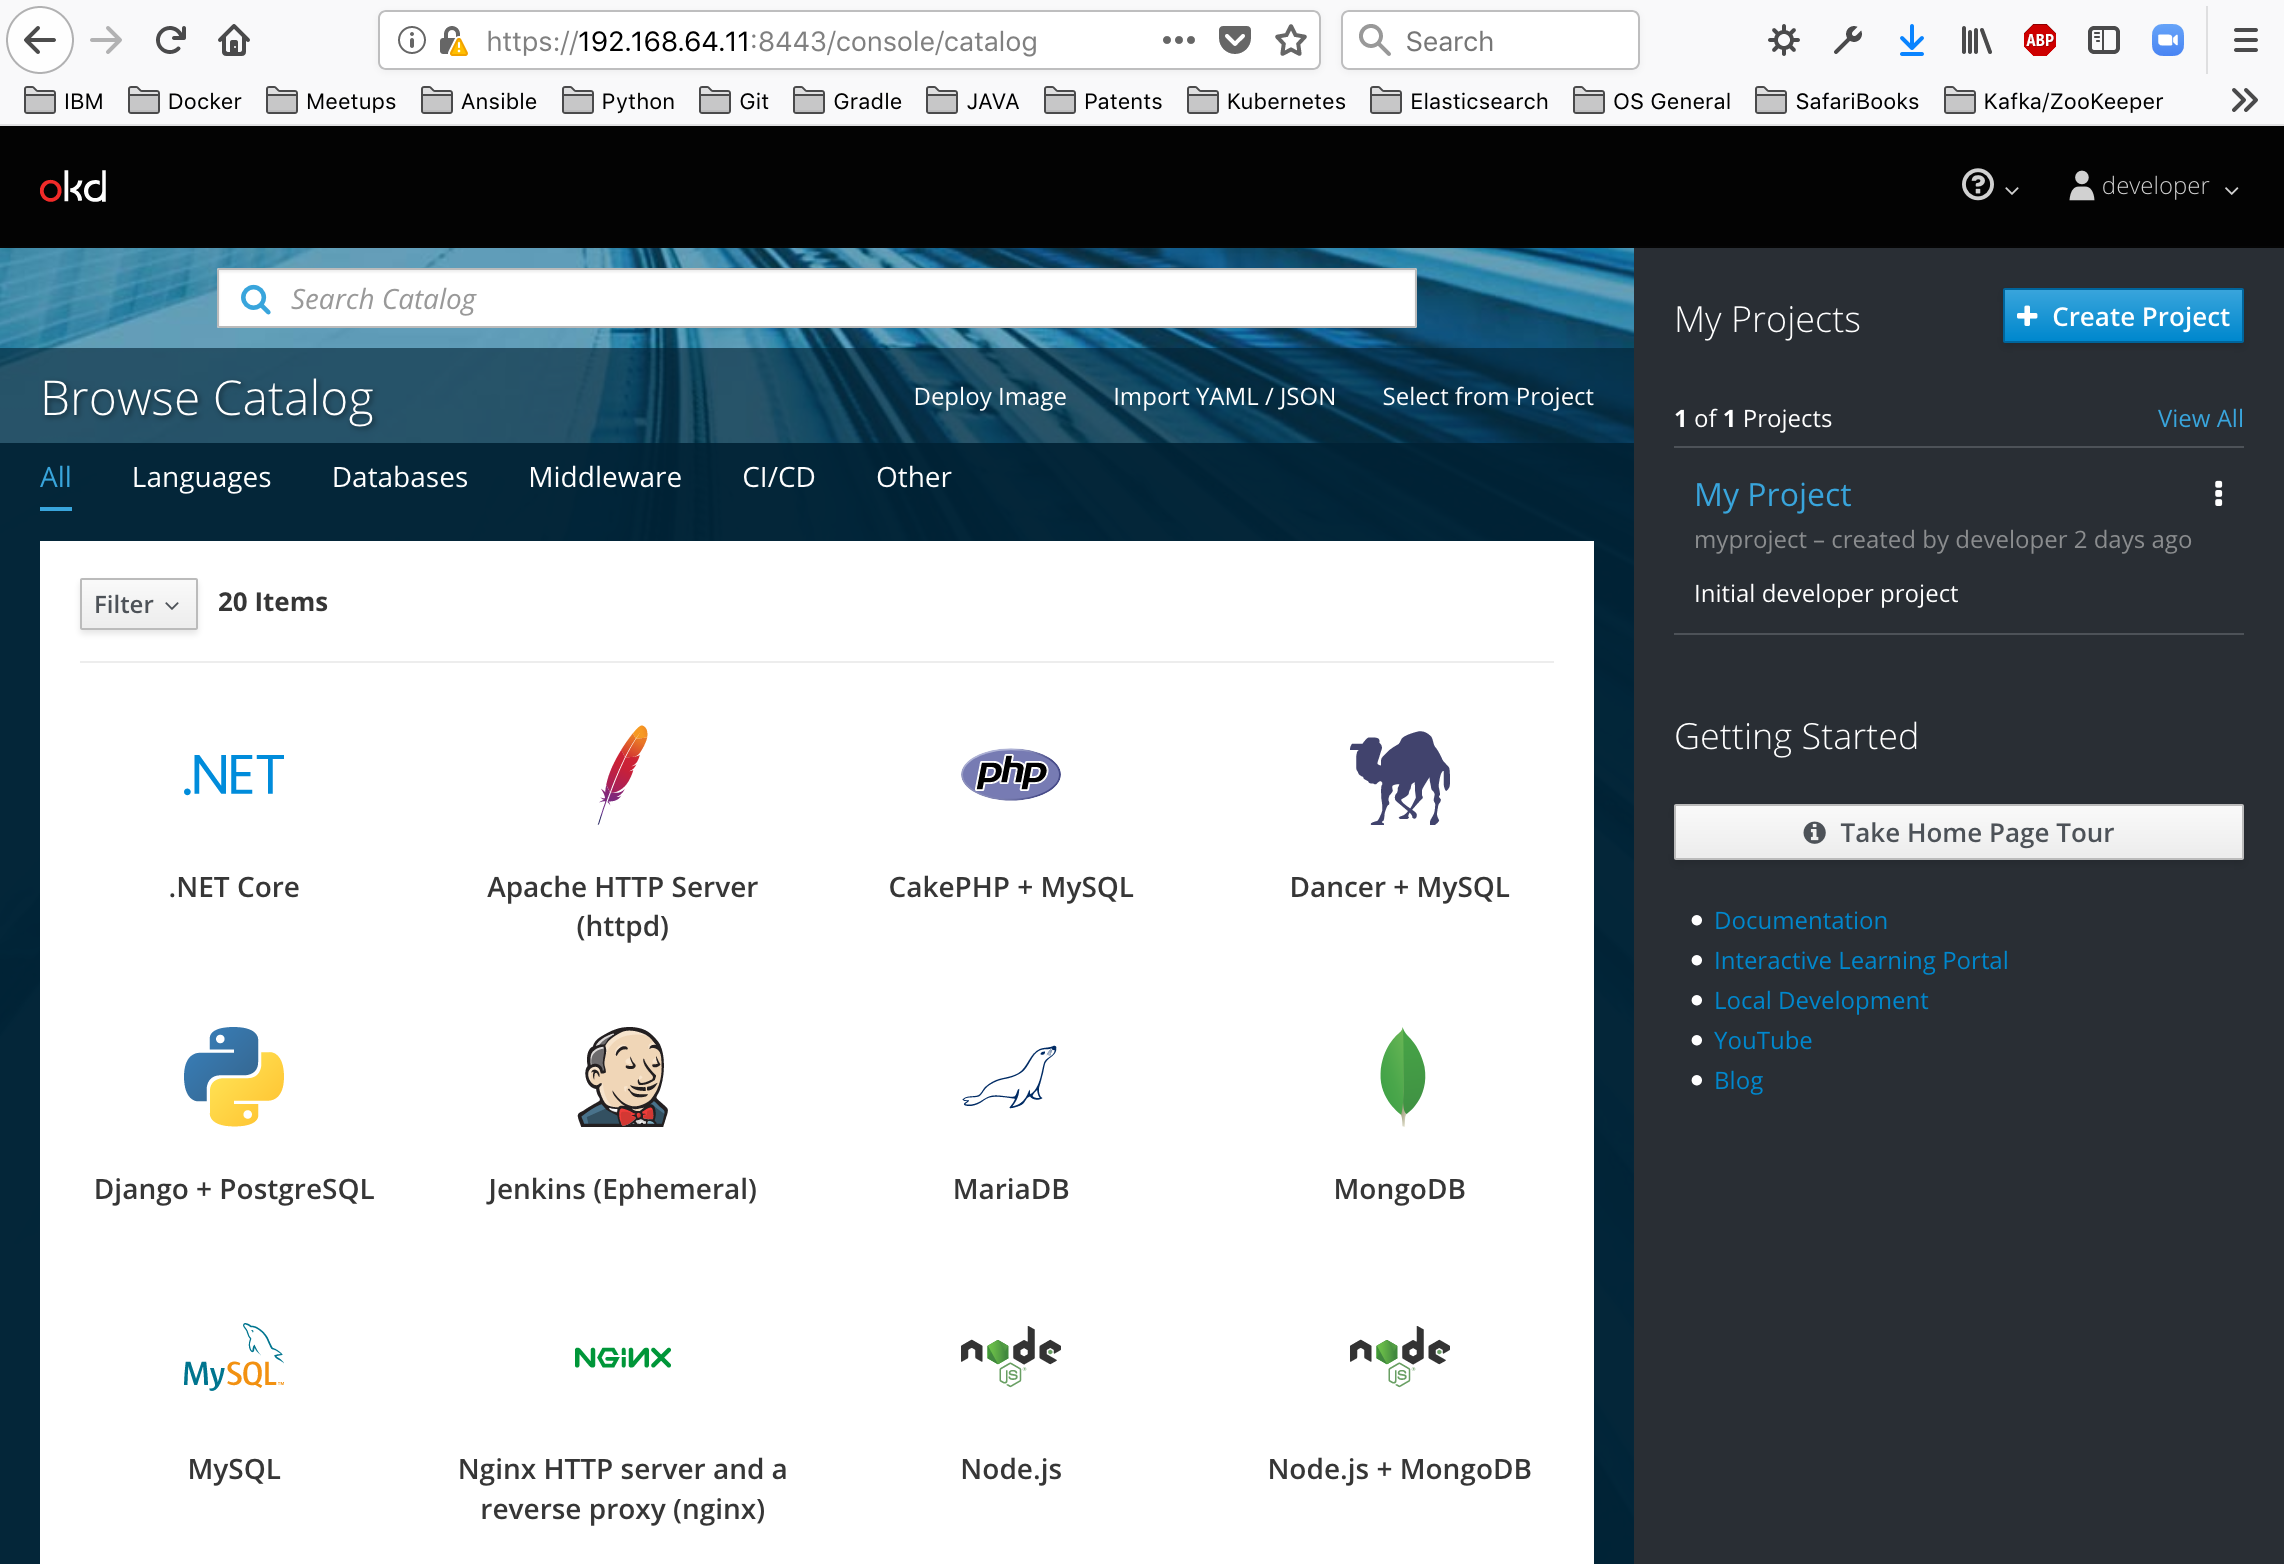 https://192.168.64.11:8443/console/catalog
Search
ABP
IBM Docker Meetups Ansible Python Git Gradle JAVA Patents Kubernetes Elasticsearch OS General SafariBooks Kafka/ZooKeeper
okd
developer
Search Catalog
Browse Catalog
Deploy Image Import YAML / JSON Select from Project
All Languages Databases Middleware CI/CD Other
Filter 20 Items
.NET
php
.NET Core
Apache HTTP Server
(httpd)
CakePHP + MySQL
Dancer + MySQL
Django + PostgreSQL
Jenkins (Ephemeral)
MariaDB
MongoDB
MySQL™
NGINX
node
JS
node
JS
MySQL
Nginx HTTP server and a
reverse proxy (nginx)
Node.js
Node.js + MongoDB
My Projects
Create Project
1 of 1 Projects View All
My Project
myproject – created by developer 2 days ago
Initial developer project
Getting Started
Take Home Page Tour
Documentation
Interactive Learning Portal
Local Development
YouTube
Blog